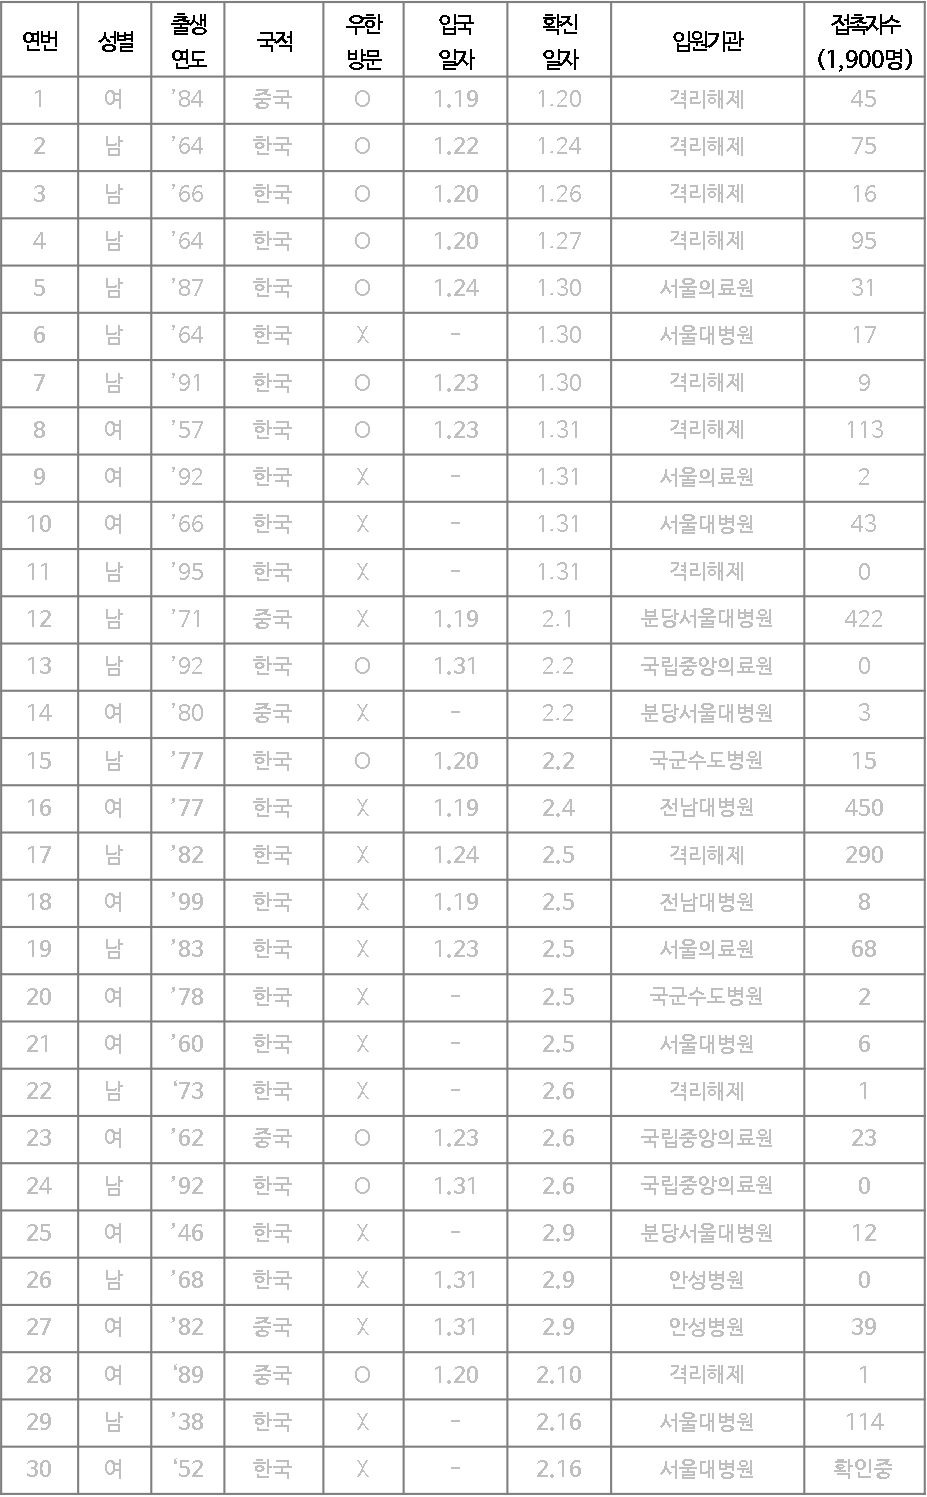 연번 성별 출생 연도 국적 우한 방문 입국 일자 확진 일자 입원기관 접촉자수 (1,900명)
1 여 ’84 중국 O 1.19 1.20 격리해제 45
2 남 ’64 한국 O 1.22 1.24 격리해제 75
3 남 ’66 한국 O 1.20 1.26 격리해제 16
4 남 ’64 한국 O 1.20 1.27 격리해제 95
5 남 ’87 한국 O 1.24 1.30 서울의료원 31
6 남 ’64 한국 X - 1.30 서울대병원 17
7 남 ’91 한국 O 1.23 1.30 격리해제 9
8 여 ’57 한국 O 1.23 1.31 격리해제 113
9 여 ’92 한국 X - 1.31 서울의료원 2
10 여 ’66 한국 X - 1.31 서울대병원 43
11 남 ’95 한국 X - 1.31 격리해제 0
12 남 ’71 중국 X 1.19 2.1 분당서울대병원 422
13 남 ’92 한국 O 1.31 2.2 국립중앙의료원 0
14 여 ’80 중국 X - 2.2 분당서울대병원 3
15 남 ’77 한국 O 1.20 2.2 국군수도병원 15
16 여 ’77 한국 X 1.19 2.4 전남대병원 450
17 남 ’82 한국 X 1.24 2.5 격리해제 290
18 여 ’99 한국 X 1.19 2.5 전남대병원 8
19 남 ’83 한국 X 1.23 2.5 서울의료원 68
20 여 ’78 한국 X - 2.5 국군수도병원 2
21 여 ’60 한국 X - 2.5 서울대병원 6
22 남 ‘73 한국 X - 2.6 격리해제 1
23 여 ’62 중국 O 1.23 2.6 국립중앙의료원 23
24 남 ’92 한국 O 1.31 2.6 국립중앙의료원 0
25 여 ’46 한국 X - 2.9 분당서울대병원 12
26 남 ’68 한국 X 1.31 2.9 안성병원 0
27 여 ’82 중국 X 1.31 2.9 안성병원 39
28 여 ‘89 중국 O 1.20 2.10 격리해제 1
29 남 ’38 한국 X - 2.16 서울대병원 114
30 여 ‘52 한국 X - 2.16 서울대병원 확인중